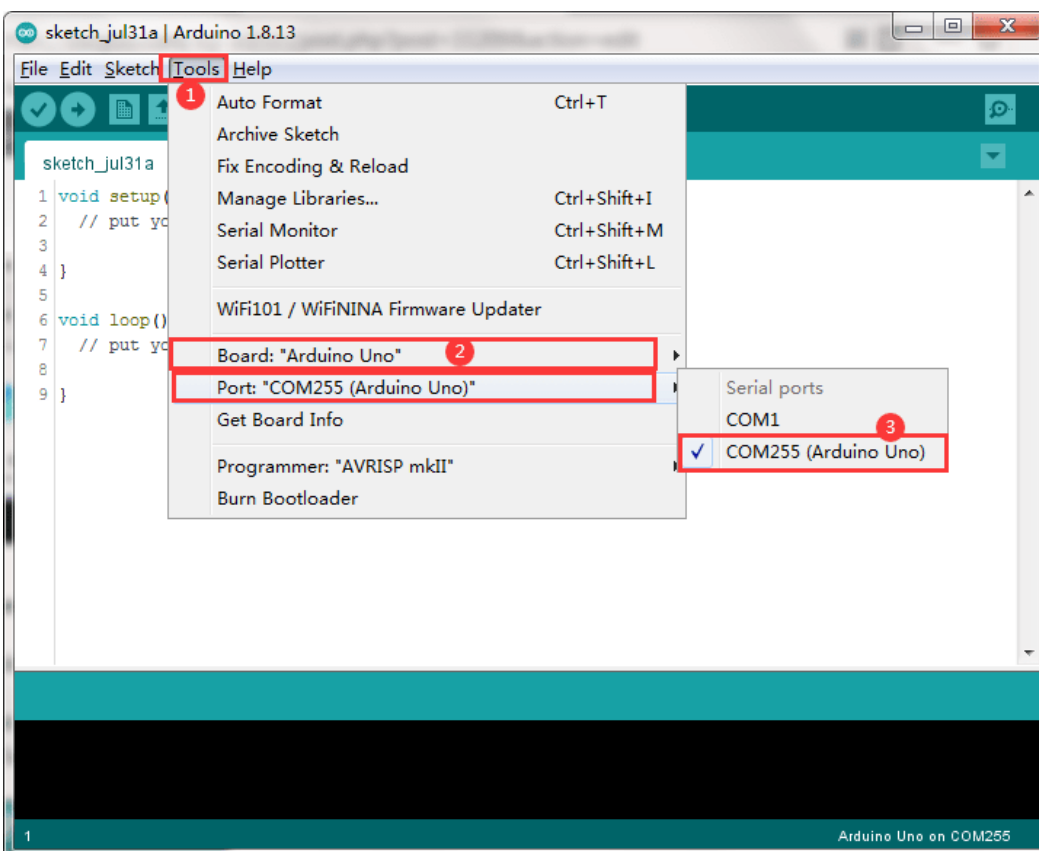 sketch_jul31a | Arduino 1.8.13
File Edit Sketch Tools Help
1
Auto Format Ctrl+T
Archive Sketch
Fix Encoding & Reload
Manage Libraries... Ctrl+Shift+I
Serial Monitor Ctrl+Shift+M
Serial Plotter Ctrl+Shift+L
WiFi101 / WiFiNINA Firmware Updater
Board: "Arduino Uno" 2
Port: "COM255 (Arduino Uno)"
Get Board Info
Programmer: "AVRISP mkII"
Burn Bootloader
Serial ports
COM1
3
COM255 (Arduino Uno)
sketch_jul31a
1 void setup(
2 // put yo
3
4 }
5
6 void loop()
7 // put yo
8
9 }
1
Arduino Uno on COM255